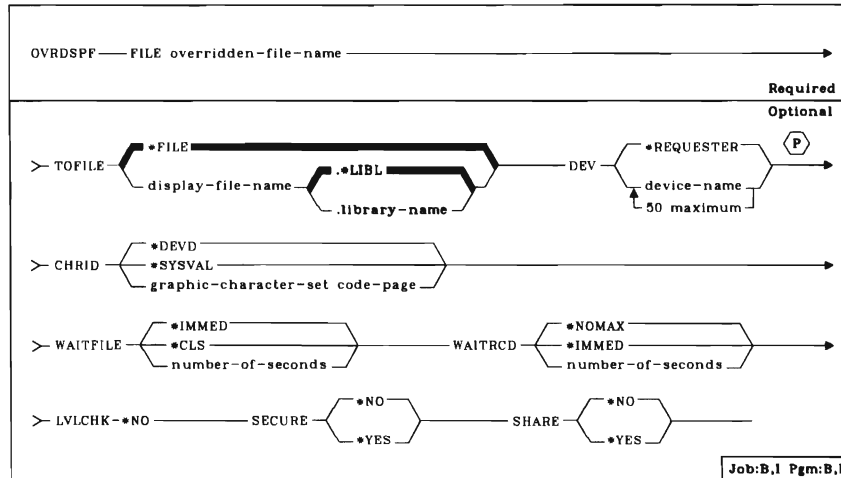 OVRDSPF FILE overridden-file-name
Required
Optional
*FILE
TOFILE
display-file-name
.*LIBL
.library-name
DEV
*REQUESTER
device-name
50 maximum
P
CHRID
*DEVD
*SYSVAL
graphic-character-set code-page
WAITFILE
*IMMED
*CLS
number-of-seconds
WAITRCD
*NOMAX
*IMMED
number-of-seconds
LVLCHK-*NO
SECURE
*NO
*YES
SHARE
*NO
*YES
Job:B,I Pgm:B,